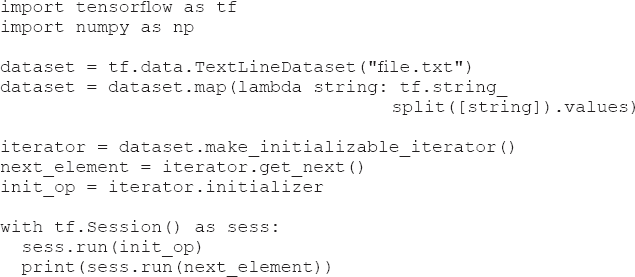 import tensorflow as tf
import numpy as np
dataset = tf.data.TextLineDataset("file.txt")
dataset = dataset.map(lambda string: tf.string_
split([string]).values)
iterator = dataset.make_initializable_iterator()
next_element = iterator.get_next()
init_op = iterator.initializer
with tf.Session() as sess:
sess.run(init_op)
print(sess.run(next_element))